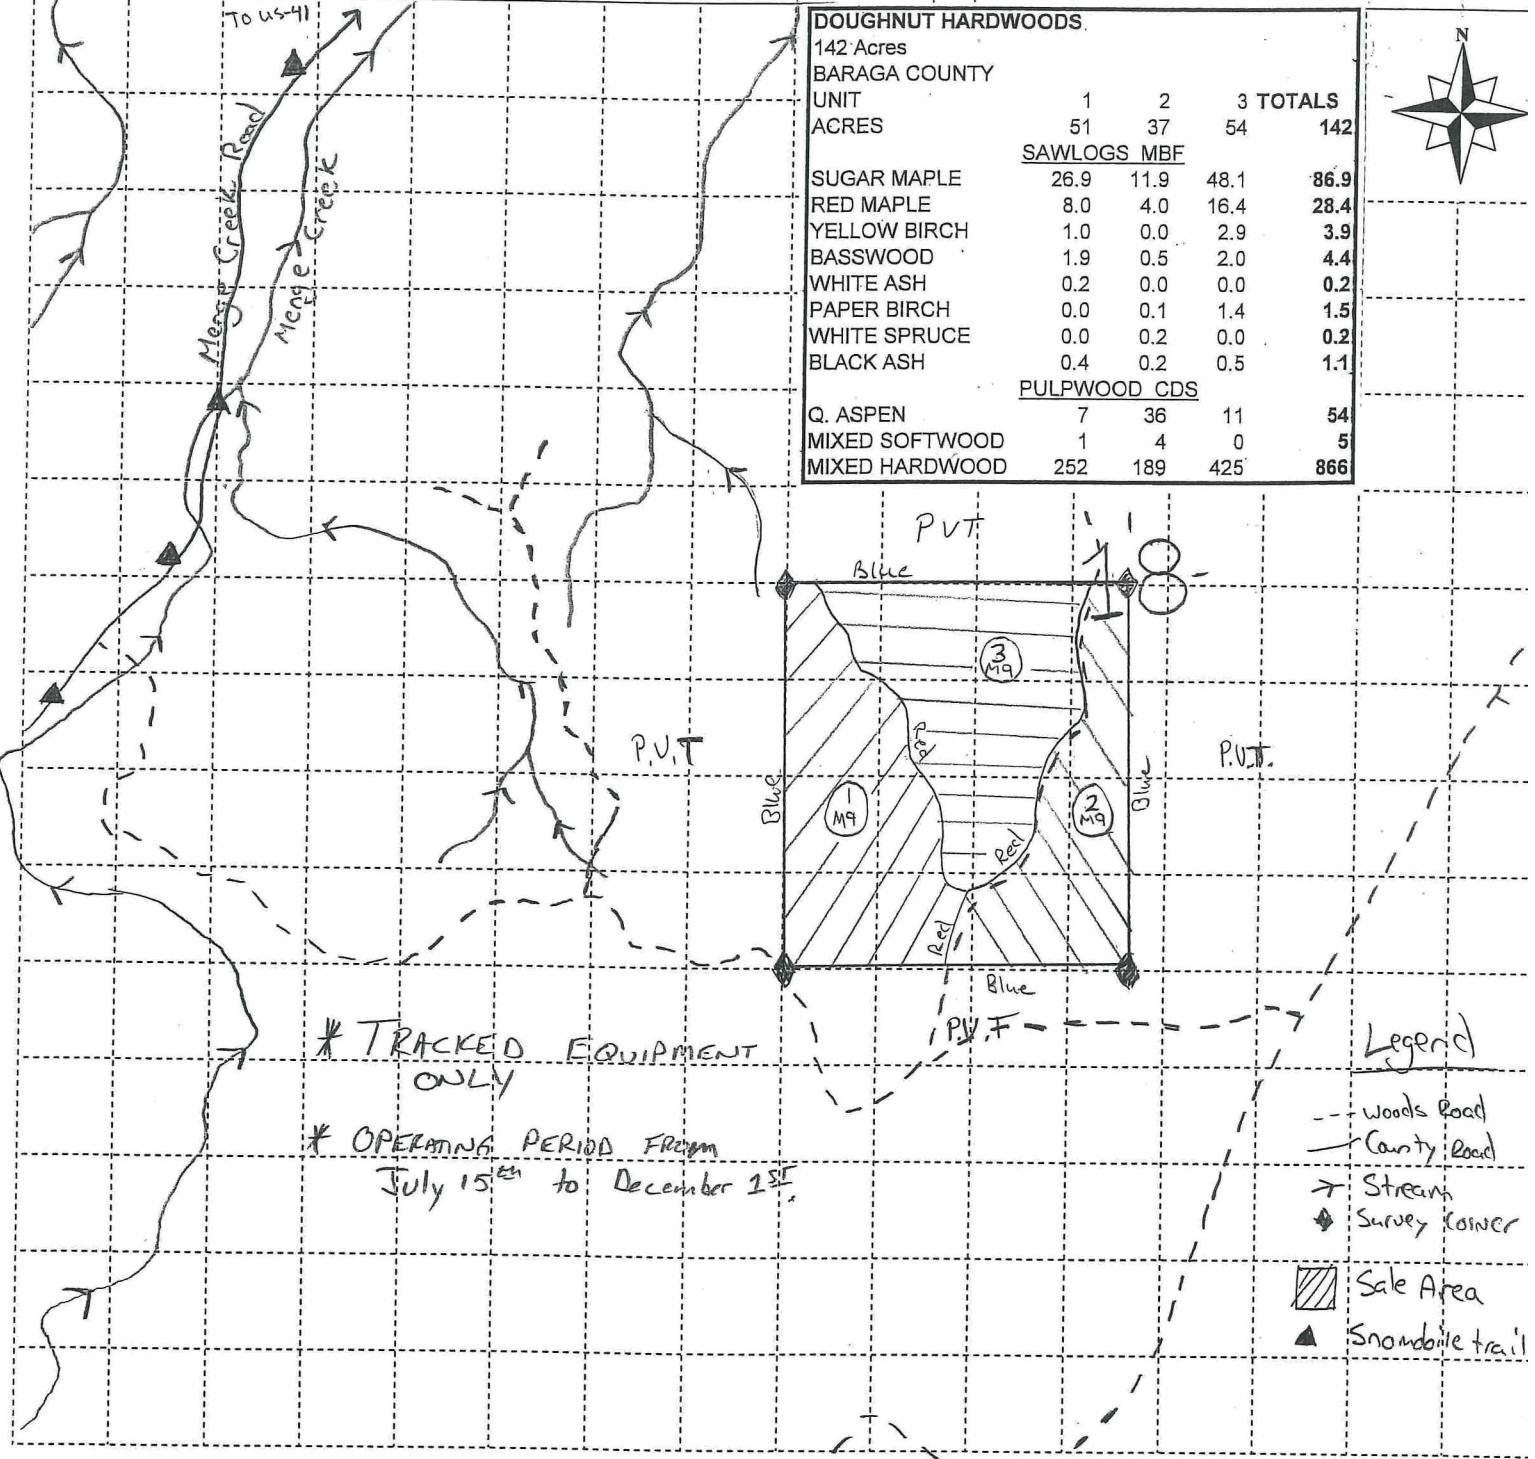 To US-41
DOUGHNUT HARDWOODS
142 Acres
BARAGA COUNTY
UNIT 1 2 3 TOTALS
ACRES 51 37 54 142
SAWLOGS MBF
SUGAR MAPLE 26.9 11.9 48.1 86.9
RED MAPLE 8.0 4.0 16.4 28.4
YELLOW BIRCH 1.0 0.0 2.9 3.9
BASSWOOD 1.9 0.5 2.0 4.4
WHITE ASH 0.2 0.0 0.0 0.2
PAPER BIRCH 0.0 0.1 1.4 1.5
WHITE SPRUCE 0.0 0.2 0.0 0.2
BLACK ASH 0.4 0.2 0.5 1.1
PULPWOOD CDS
Q. ASPEN 7 36 11 54
MIXED SOFTWOOD 1 4 0 5
MIXED HARDWOOD 252 189 425 866
N
Menge Creek Road
Menge Creek
PVT
Blue
18
3
M9
P.V.T
Red
P.V.T.
Blue
1
M9
2
M9
Blue
Red
Red
Blue
P.V.T
* TRACKED EQUIPMENT
ONLY
* OPERATING PERIOD FROM
July 15th to December 1ST.
Legend
woods Road
County Road
Stream
Survey Corner
Sale Area
Snomobile trail